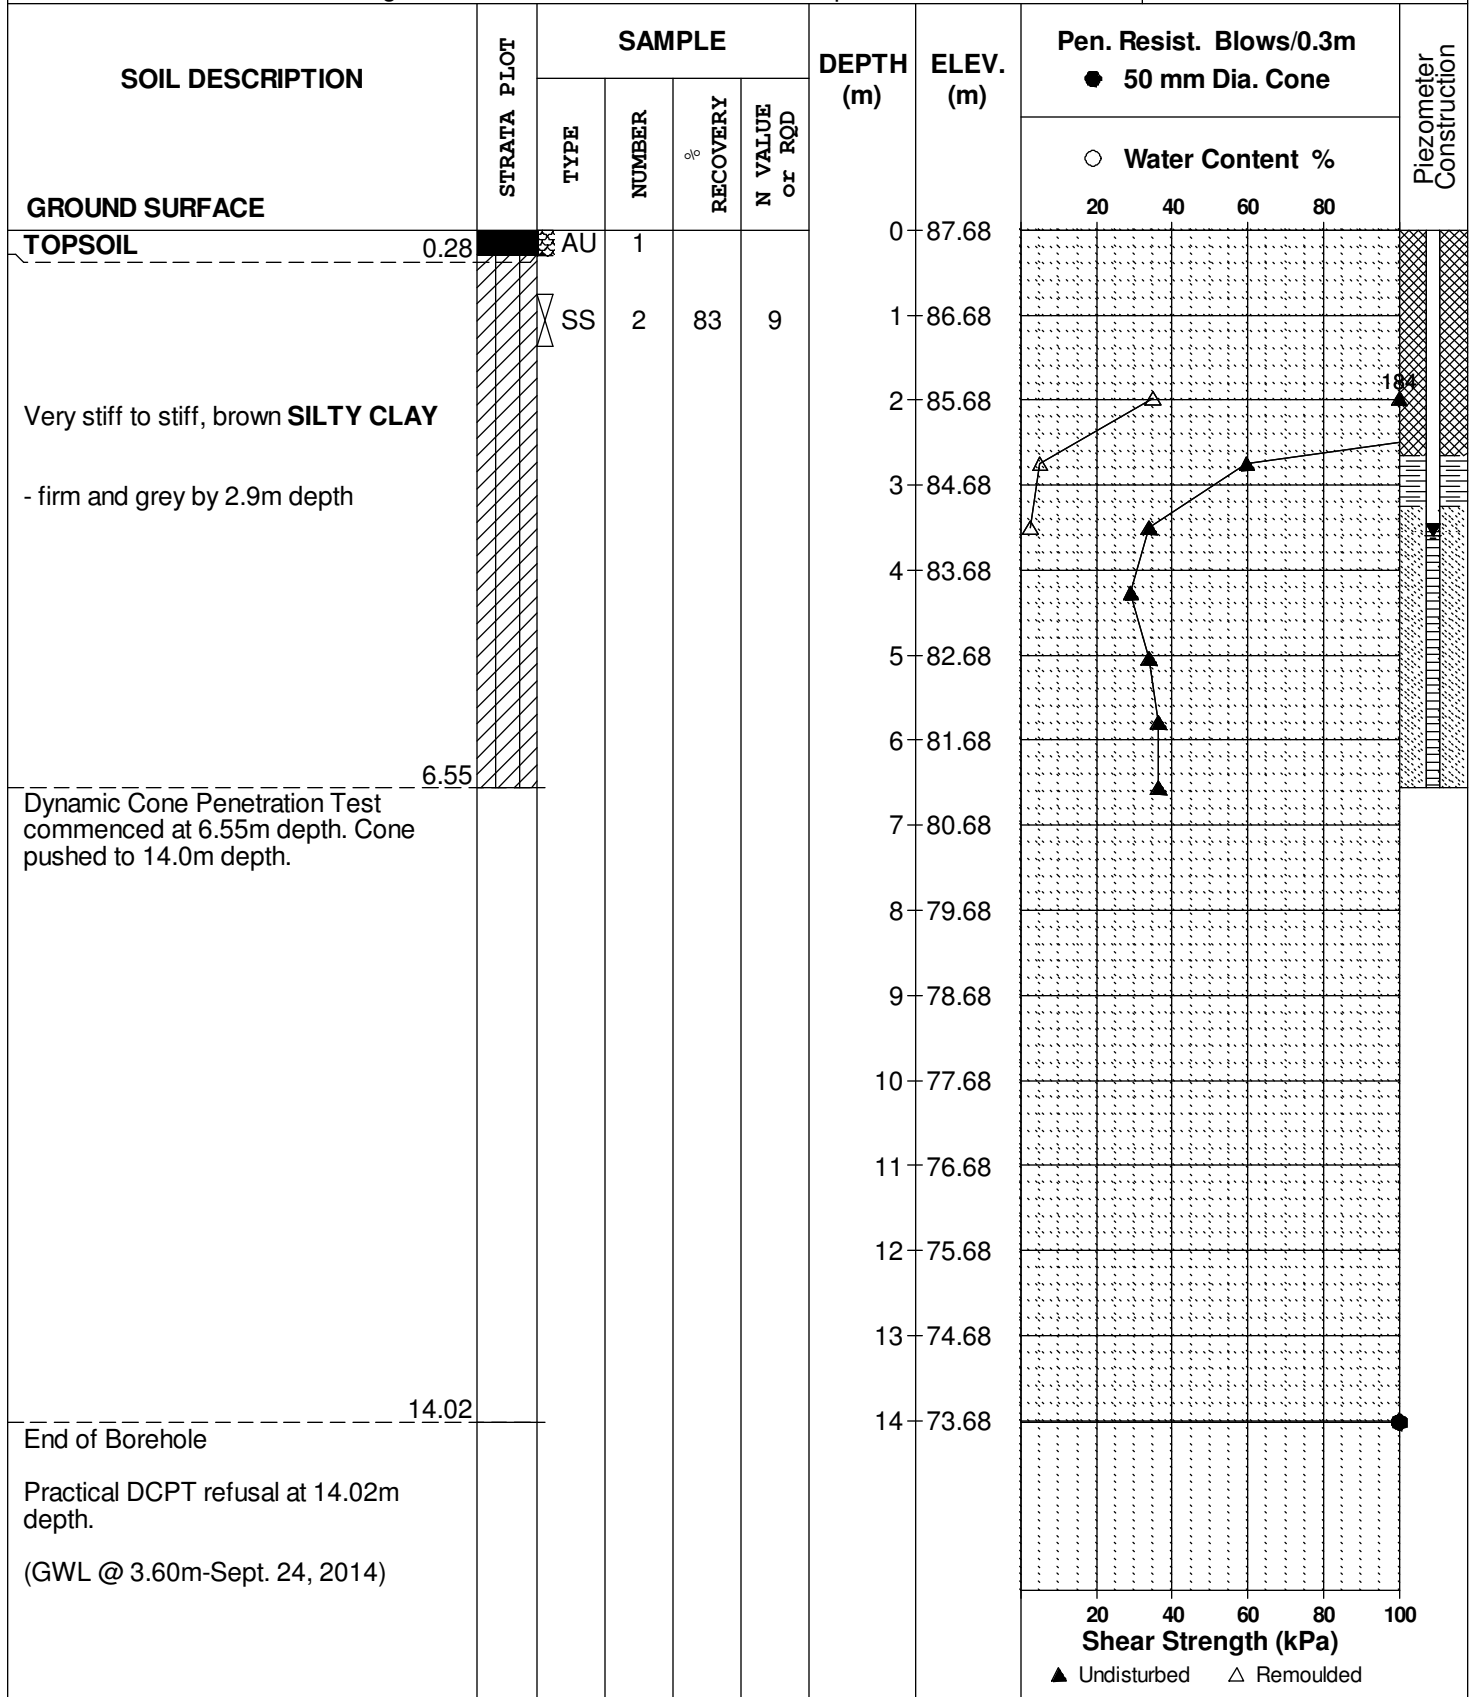 SOIL DESCRIPTION
GROUND SURFACE
STRATA PLOT
SAMPLE
TYPE
NUMBER
% RECOVERY
N VALUE or RQD
DEPTH (m)
ELEV. (m)
Pen. Resist. Blows/0.3m
● 50 mm Dia. Cone
○ Water Content %
20 40 60 80
Piezometer Construction
TOPSOIL 0.28
AU 1
0 87.68
SS 2 83 9
1 86.68
184
Very stiff to stiff, brown SILTY CLAY
2 85.68
- firm and grey by 2.9m depth
3 84.68
4 83.68
5 82.68
6 81.68
6.55
Dynamic Cone Penetration Test
commenced at 6.55m depth. Cone
pushed to 14.0m depth.
7 80.68
8 79.68
9 78.68
10 77.68
11 76.68
12 75.68
13 74.68
14.02
14 73.68
End of Borehole
Practical DCPT refusal at 14.02m
depth.
(GWL @ 3.60m-Sept. 24, 2014)
20 40 60 80 100
Shear Strength (kPa)
▲ Undisturbed △ Remoulded